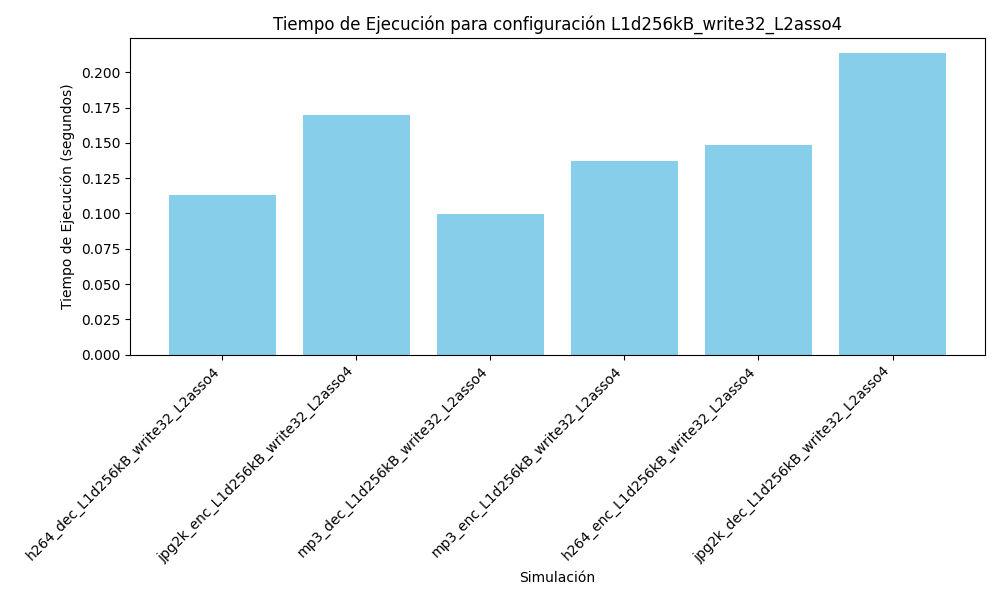 Tiempo de Ejecución para configuración L1d256kB_write32_L2asso4
Tiempo de Ejecución (segundos)
0.200
0.175
0.150
0.125
0.100
0.075
0.050
0.025
0.000
h264_dec_L1d256kB_write32_L2asso4
jpg2k_enc_L1d256kB_write32_L2asso4
mp3_dec_L1d256kB_write32_L2asso4
mp3_enc_L1d256kB_write32_L2asso4
h264_enc_L1d256kB_write32_L2asso4
jpg2k_dec_L1d256kB_write32_L2asso4
Simulación